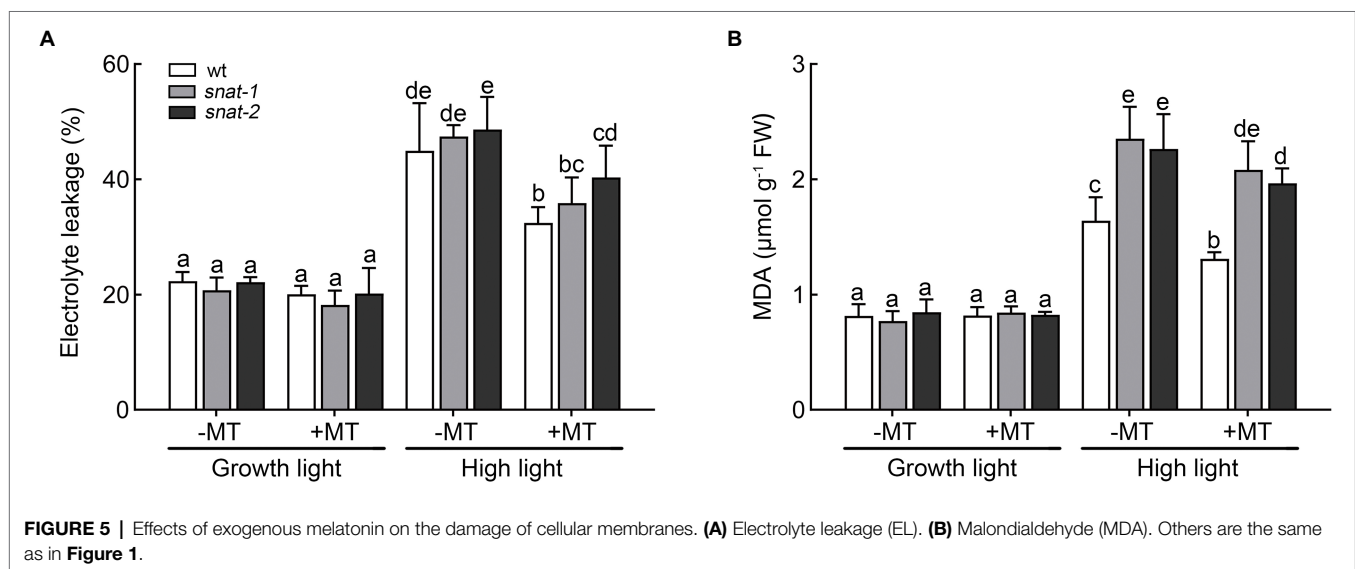 A
60
40
20
0
Electrolyte leakage (%)
wt
snat-1
snat-2
a a a a a a de de e b bc cd
-MT +MT -MT +MT
Growth light High light
B
3
2
1
0
MDA (µmol g⁻¹ FW)
a a a a a a c e e b de d
-MT +MT -MT +MT
Growth light High light
FIGURE 5 | Effects of exogenous melatonin on the damage of cellular membranes. (A) Electrolyte leakage (EL). (B) Malondialdehyde (MDA). Others are the same
as in Figure 1.